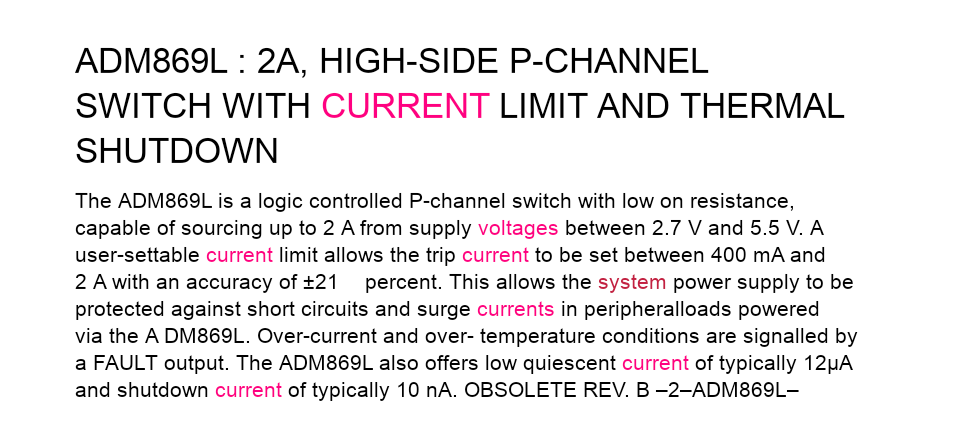 ADM869L : 2A, HIGH-SIDE P-CHANNEL
SWITCH WITH CURRENT LIMIT AND THERMAL
SHUTDOWN
The ADM869L is a logic controlled P-channel switch with low on resistance,
capable of sourcing up to 2 A from supply voltages between 2.7 V and 5.5 V. A
user-settable current limit allows the trip current to be set between 400 mA and
2 A with an accuracy of ±21    percent. This allows the system power supply to be
protected against short circuits and surge currents in peripheralloads powered
via the A DM869L. Over-current and over- temperature conditions are signalled by
a FAULT output. The ADM869L also offers low quiescent current of typically 12µA
and shutdown current of typically 10 nA. OBSOLETE REV. B –2–ADM869L–